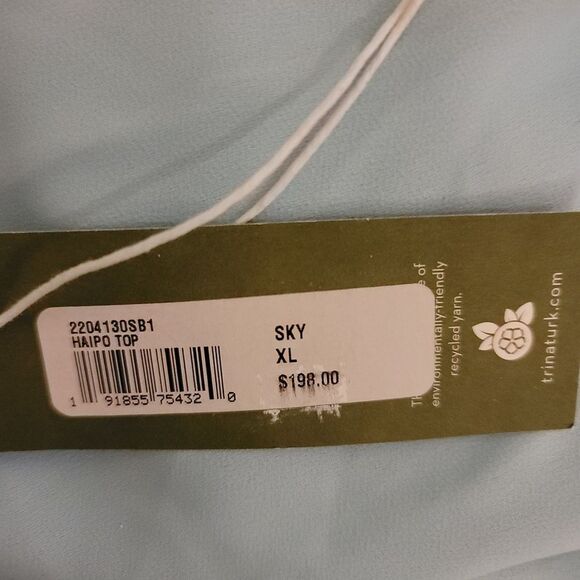 2204130SB1
HAIPO TOP
1 91855 75432 0
SKY
XL
$198.00
of
environmentally-friendly
recycled yarn.
trinaturk.com